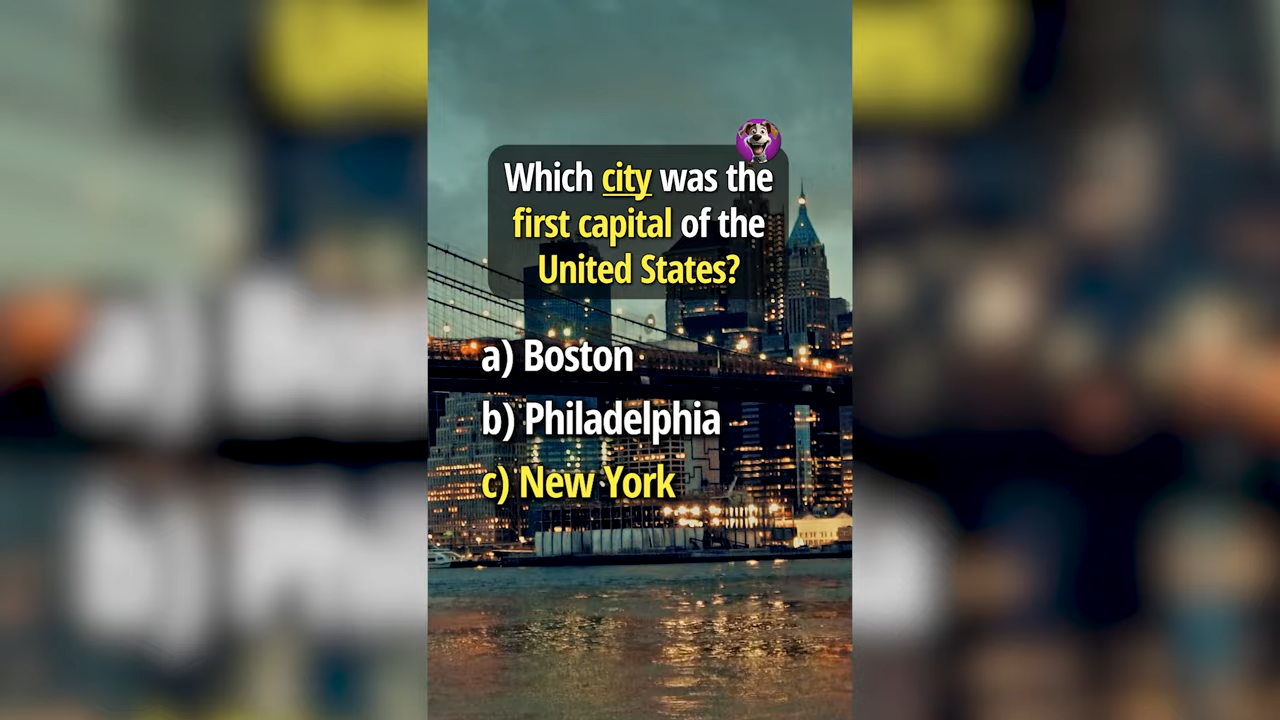 Which city was the
first capital of the
United States?
a) Boston
b) Philadelphia
c) New York